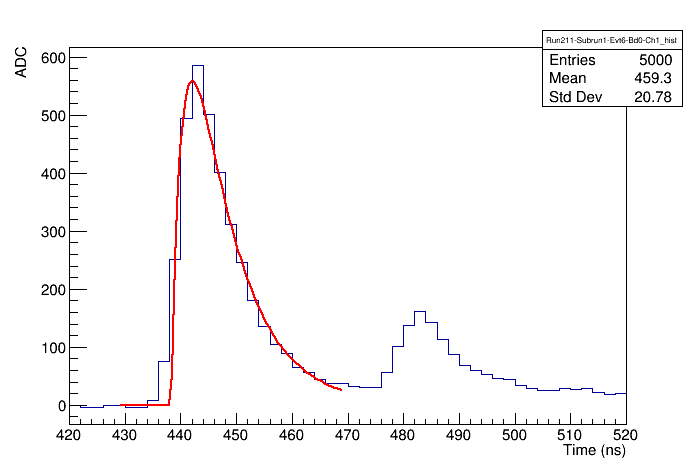 Run211-Subrun1-Evt6-Bd0-Ch1_hist
Entries 5000
Mean 459.3
Std Dev 20.78
ADC
600
500
400
300
200
100
0
420 430 440 450 460 470 480 490 500 510 520
Time (ns)